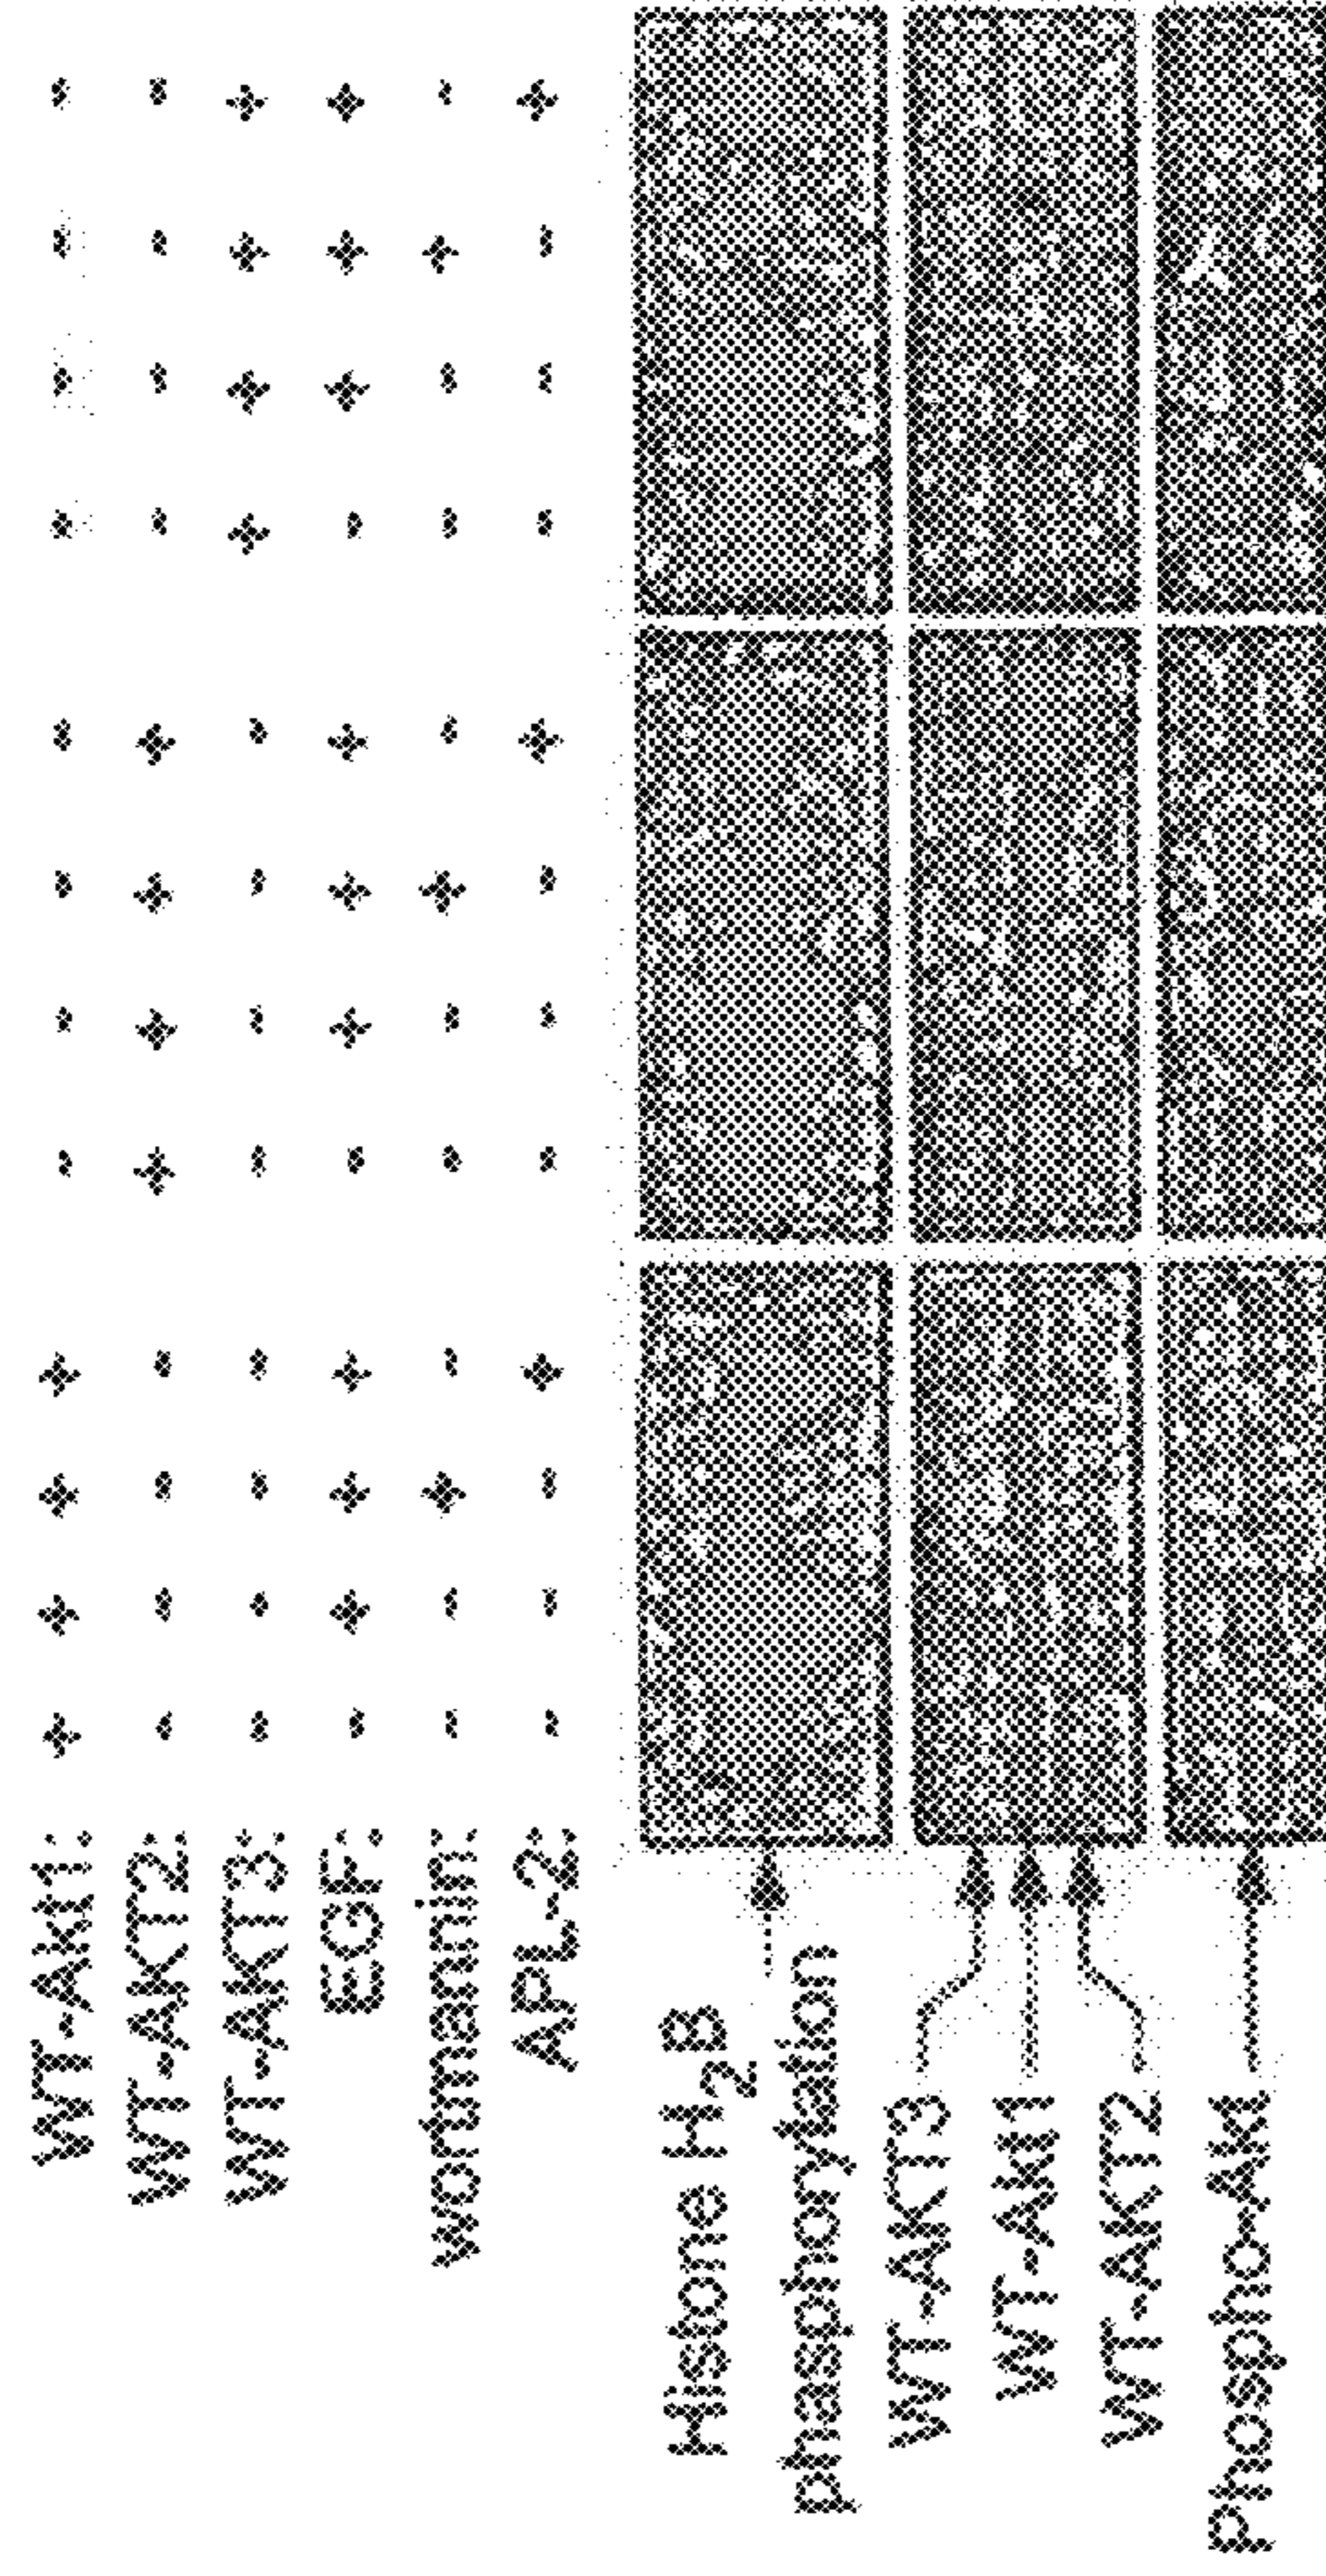 WT-Akt1: + + + + - - - - - - - -
WT-AKT2: - - - - + + + + - - - -
WT-AKT3: - - - - - - - - + + + +
EGF: - + + + - + + + - + + +
wortmannin: - - + - - - + - - - + -
APL-2: - - - + - - - + - - - +
Histone H2B
phosphorylation
WT-AKT3
WT-Akt1
WT-AKT2
Phospho-Akt